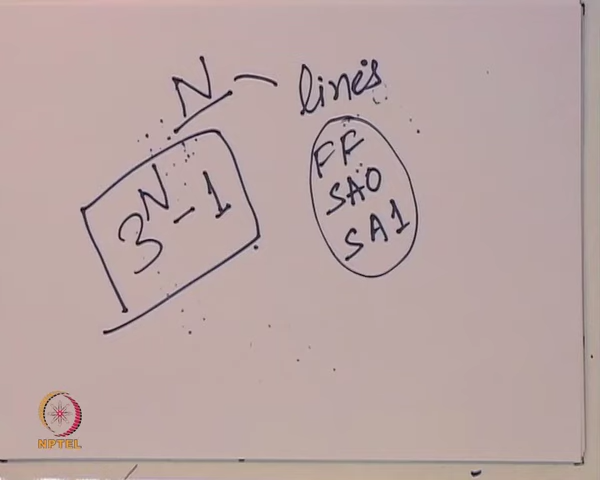 N — lines
3^N - 1
FF
SA0
SA1
NPTEL